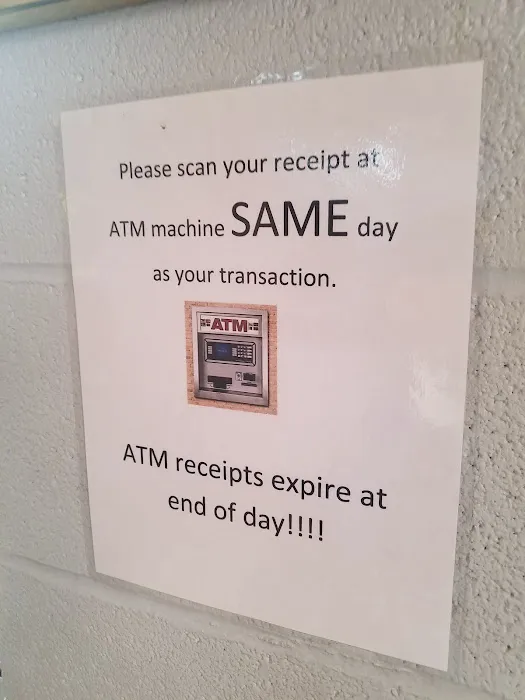 Please scan your receipt at
ATM machine SAME day
as your transaction.
ATM
ATM receipts expire at
end of day!!!!